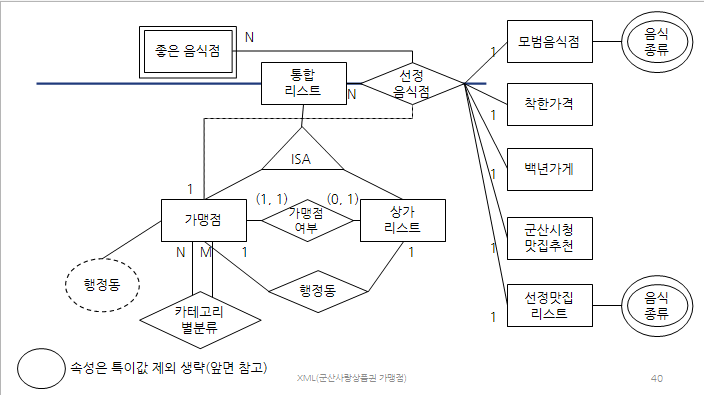 좋은 음식점
N
모범음식점
음식
종류
1
통합
리스트
N
선정
음식점
착한가격
1
ISA
백년가게
1
1
(1, 1)
(0, 1)
가맹점
가맹점
여부
상가
리스트
군산시청
맛집추천
1
N
M
1
1
행정동
행정동
카테고리
별분류
선정맛집
리스트
음식
종류
1
속성은 특이값 제외 생략(앞면 참고)
XML(군산사랑상품권 가맹점)
40